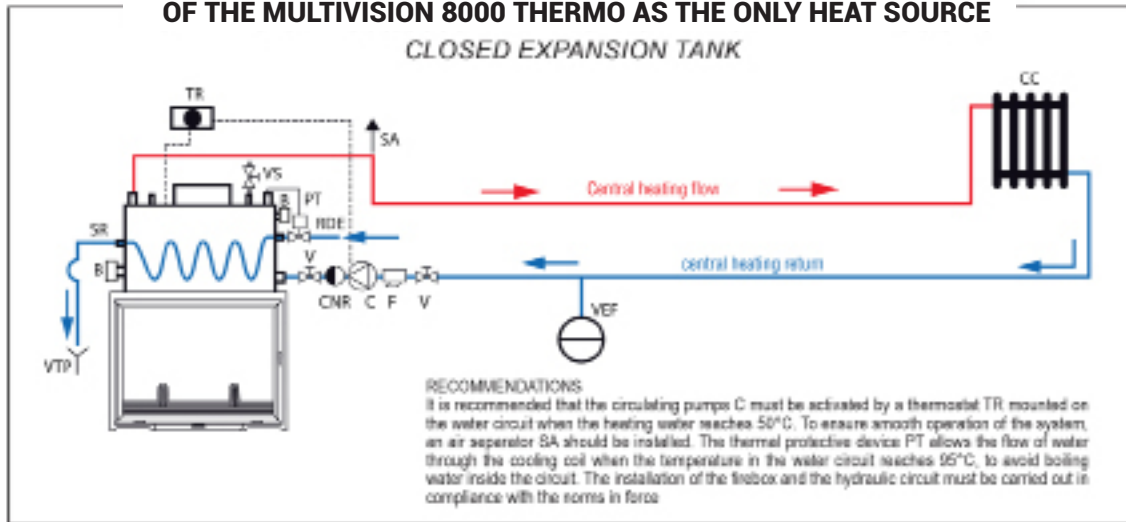 OF THE MULTIVISION 8000 THERMO AS THE ONLY HEAT SOURCE
CLOSED EXPANSION TANK
CC
TR
SA
VS
B
PT
Central heating flow
RDE
SR
V
B
central heating return
CNR C F V
VEF
VTP
RECOMMENDATIONS
It is recommended that the circulating pumps C must be activated by a thermostat TR mounted on
the water circuit when the heating water reaches 50°C. To ensure smooth operation of the system,
an air seperator SA should be installed. The thermal protective device PT allows the flow of water
through the cooling coil when the temperature in the water circuit reaches 95°C, to avoid boiling
water inside the circuit. The installation of the firebox and the hydraulic circuit must be carried out in
compliance with the norms in force